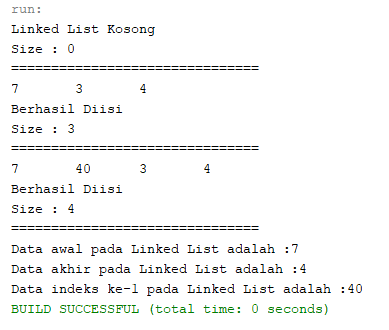 run:
Linked List Kosong
Size : 0
===============================
7 3 4
Berhasil Diisi
Size : 3
===============================
7 40 3 4
Berhasil Diisi
Size : 4
===============================
Data awal pada Linked List adalah :7
Data akhir pada Linked List adalah :4
Data indeks ke-1 pada Linked List adalah :40
BUILD SUCCESSFUL (total time: 0 seconds)